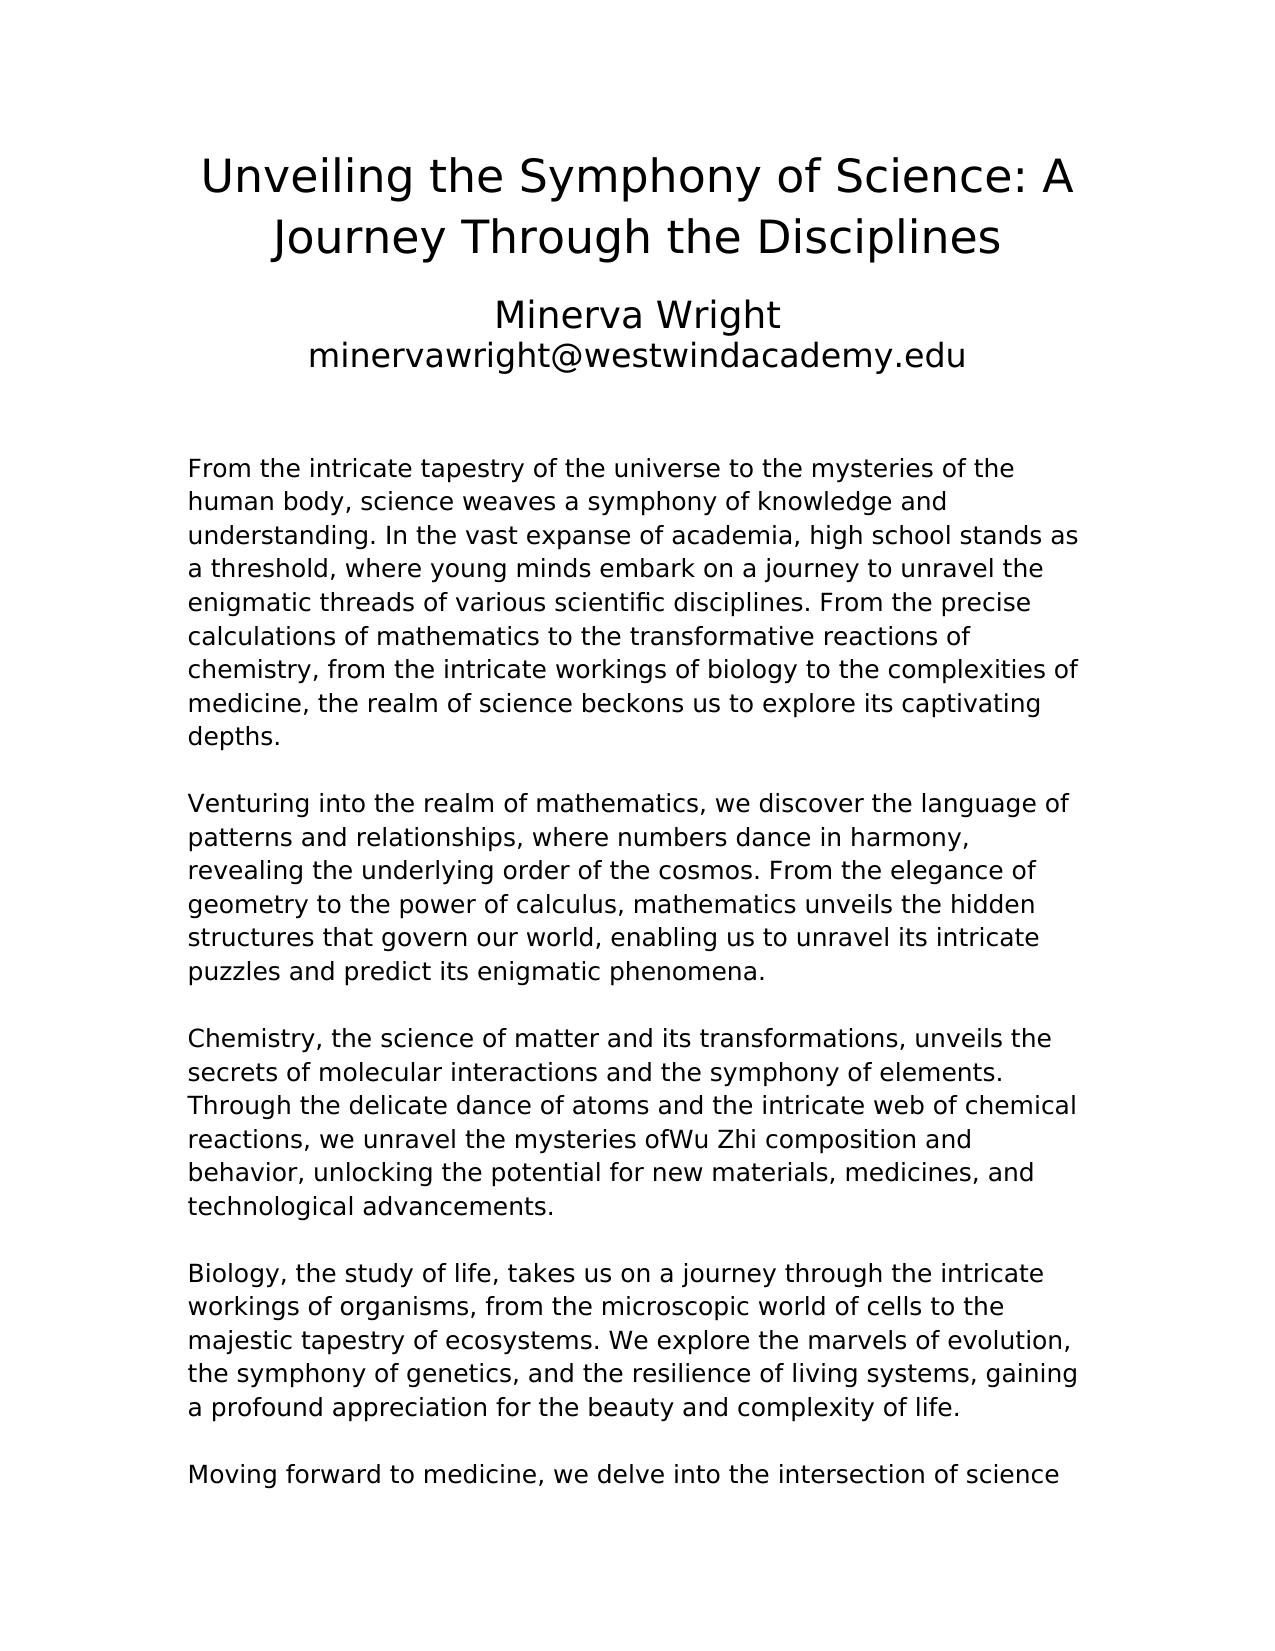 Unveiling the Symphony of Science: A
Journey Through the Disciplines
Minerva Wright
minervawright@westwindacademy.edu
From the intricate tapestry of the universe to the mysteries of the
human body, science weaves a symphony of knowledge and
understanding. In the vast expanse of academia, high school stands as
a threshold, where young minds embark on a journey to unravel the
enigmatic threads of various scientific disciplines. From the precise
calculations of mathematics to the transformative reactions of
chemistry, from the intricate workings of biology to the complexities of
medicine, the realm of science beckons us to explore its captivating
depths.
Venturing into the realm of mathematics, we discover the language of
patterns and relationships, where numbers dance in harmony,
revealing the underlying order of the cosmos. From the elegance of
geometry to the power of calculus, mathematics unveils the hidden
structures that govern our world, enabling us to unravel its intricate
puzzles and predict its enigmatic phenomena.
Chemistry, the science of matter and its transformations, unveils the
secrets of molecular interactions and the symphony of elements.
Through the delicate dance of atoms and the intricate web of chemical
reactions, we unravel the mysteries ofWu Zhi composition and
behavior, unlocking the potential for new materials, medicines, and
technological advancements.
Biology, the study of life, takes us on a journey through the intricate
workings of organisms, from the microscopic world of cells to the
majestic tapestry of ecosystems. We explore the marvels of evolution,
the symphony of genetics, and the resilience of living systems, gaining
a profound appreciation for the beauty and complexity of life.
Moving forward to medicine, we delve into the intersection of science